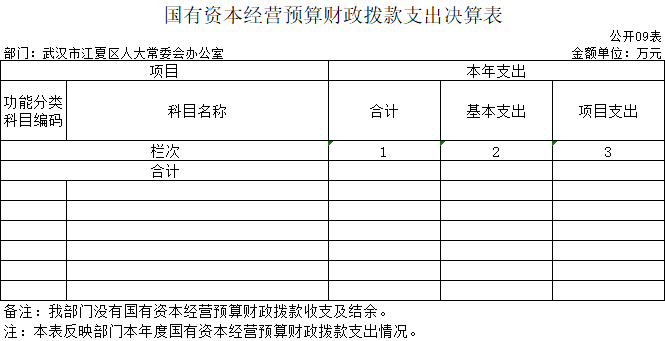 国有资本经营预算财政拨款支出决算表
公开09表
部门：武汉市江夏区人大常委会办公室 金额单位：万元
项目 本年支出
功能分类科目编码 科目名称 合计 基本支出 项目支出
栏次 1 2 3
合计
备注：我部门没有国有资本经营预算财政拨款收支及结余。
注：本表反映部门本年度国有资本经营预算财政拨款支出情况。